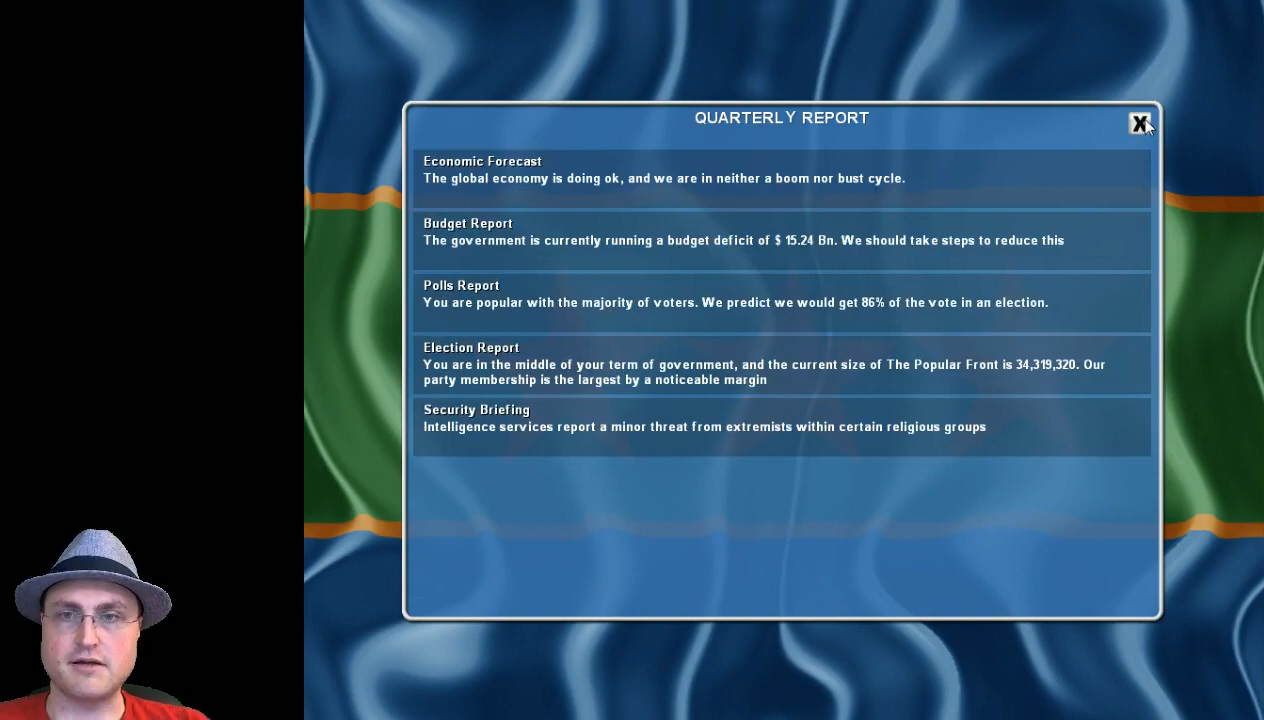 QUARTERLY REPORT
X
Economic Forecast
The global economy is doing ok, and we are in neither a boom nor bust cycle.
Budget Report
The government is currently running a budget deficit of $ 15.24 Bn. We should take steps to reduce this
Polls Report
You are popular with the majority of voters. We predict we would get 86% of the vote in an election.
Election Report
You are in the middle of your term of government, and the current size of The Popular Front is 34,319,320. Our
party membership is the largest by a noticeable margin
Security Briefing
Intelligence services report a minor threat from extremists within certain religious groups